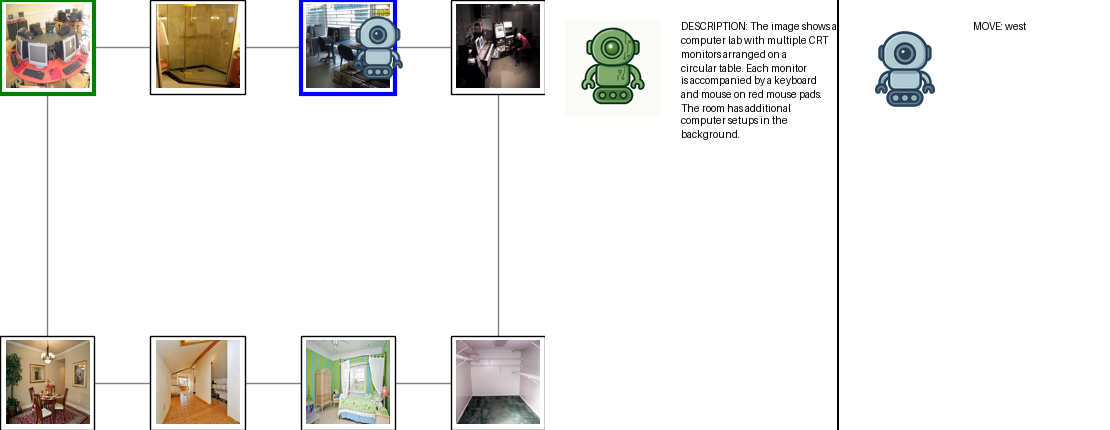 DESCRIPTION: The image shows a
computer lab with multiple CRT
monitors arranged on a
circular table. Each monitor
is accompanied by a keyboard
and mouse on red mouse pads.
The room has additional
computer setups in the
background.
MOVE: west